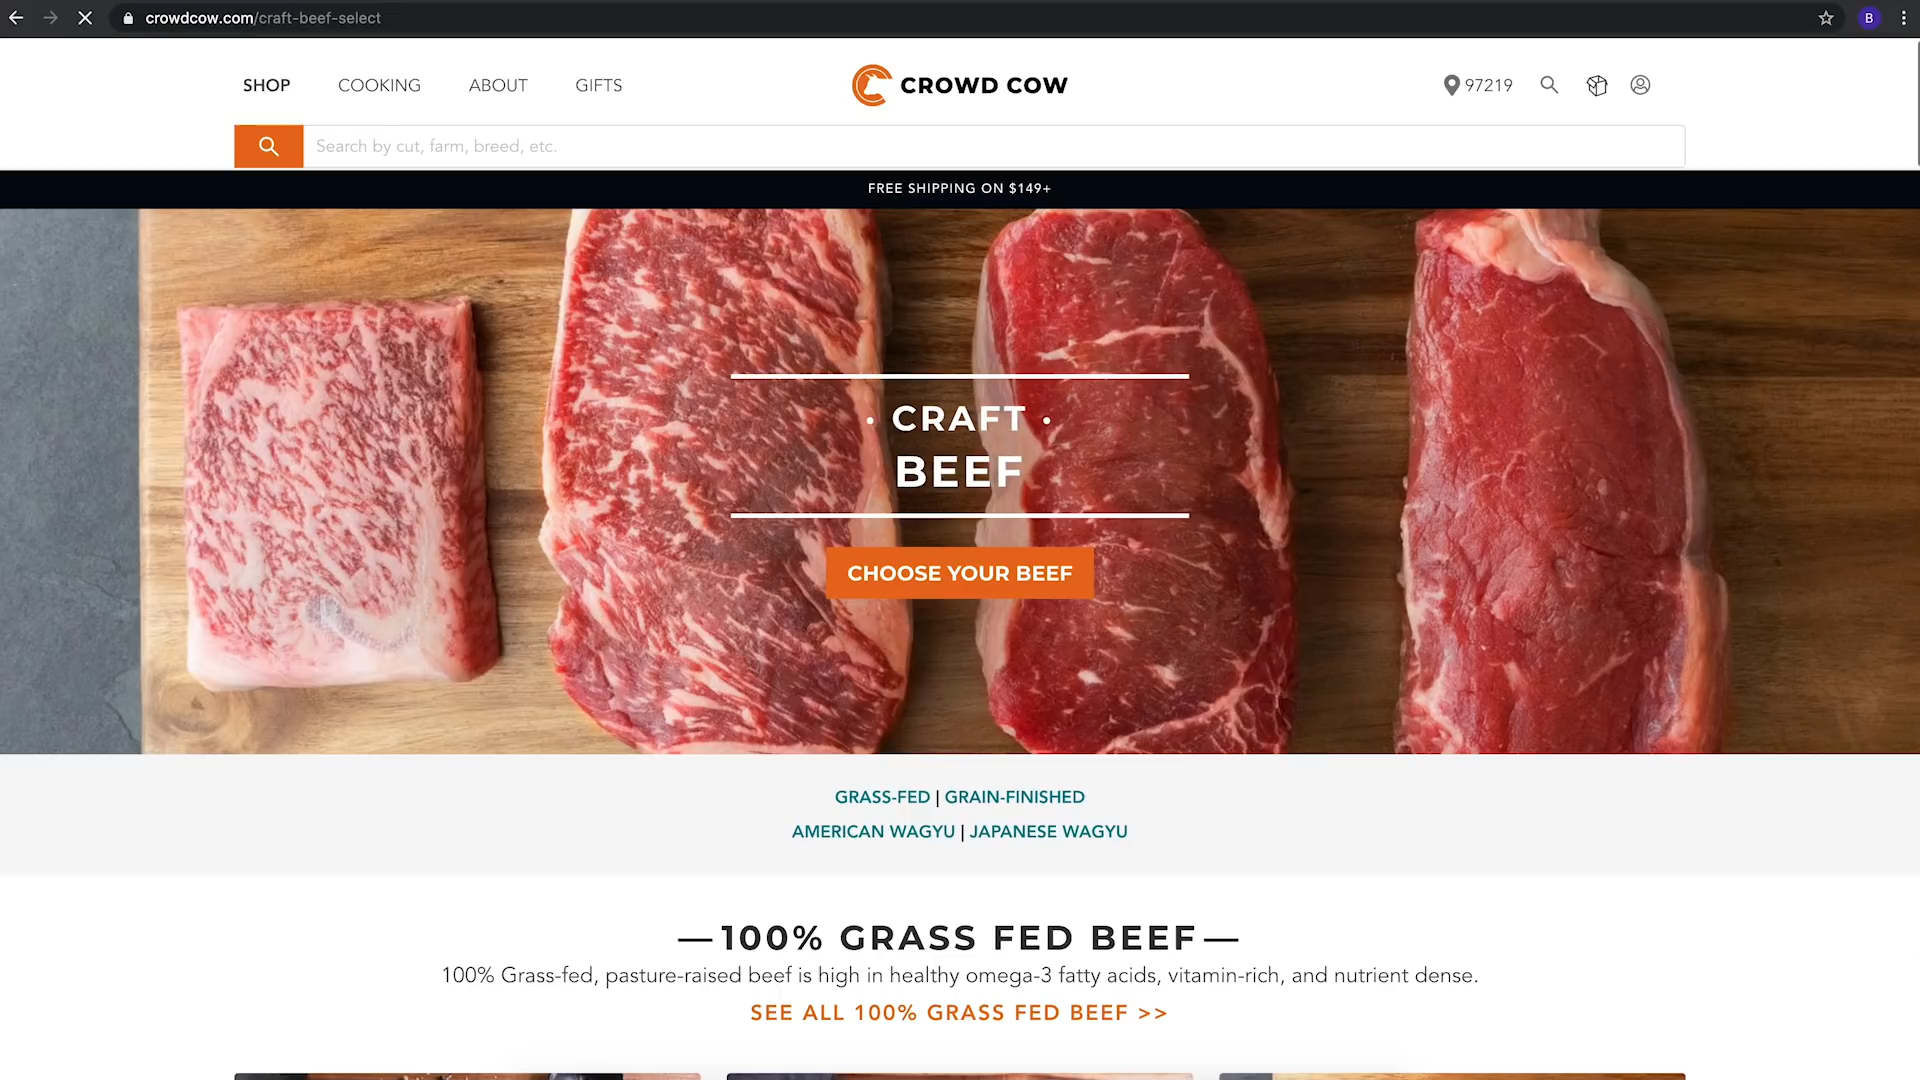 crowdcow.com/craft-beef-select
B
SHOP COOKING ABOUT GIFTS
CROWD COW
97219
Search by cut, farm, breed, etc.
FREE SHIPPING ON $149+
• CRAFT •
BEEF
CHOOSE YOUR BEEF
GRASS-FED | GRAIN-FINISHED
AMERICAN WAGYU | JAPANESE WAGYU
—100% GRASS FED BEEF—
100% Grass-fed, pasture-raised beef is high in healthy omega-3 fatty acids, vitamin-rich, and nutrient dense.
SEE ALL 100% GRASS FED BEEF >>